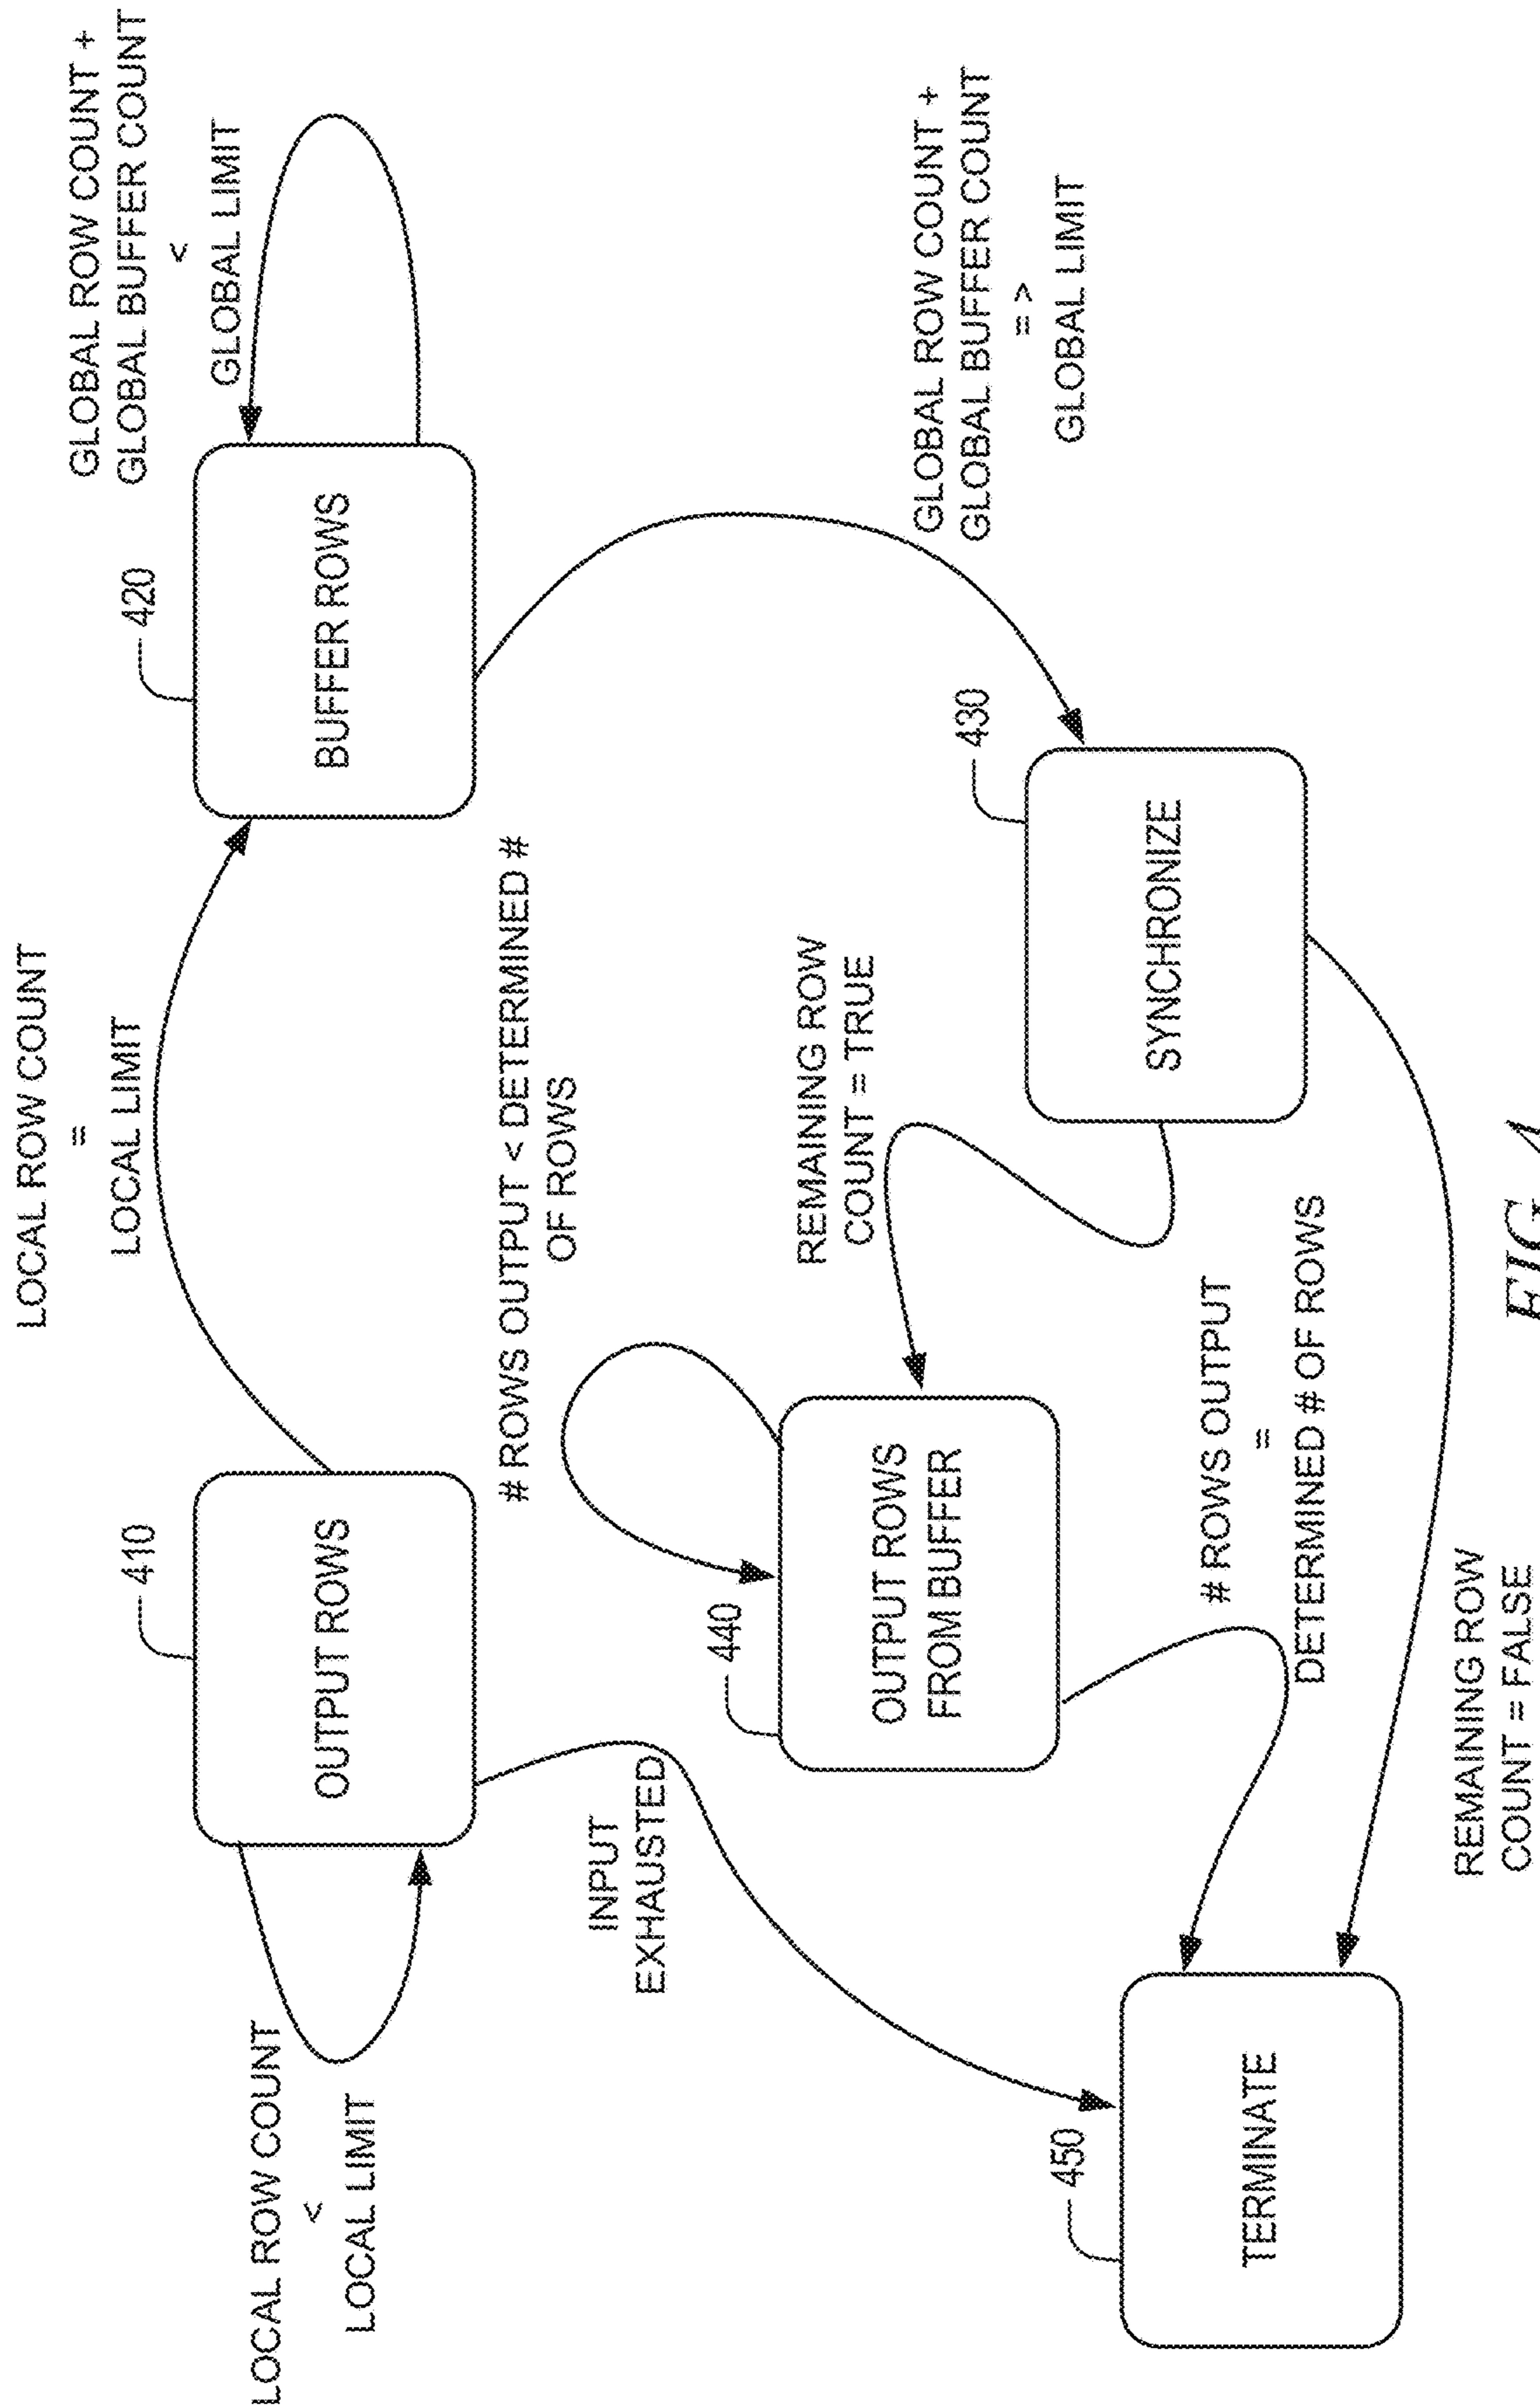 LOCAL ROW COUNT
=
LOCAL LIMIT
GLOBAL ROW COUNT +
GLOBAL BUFFER COUNT
<
GLOBAL LIMIT
410
OUTPUT ROWS
420
BUFFER ROWS
LOCAL ROW COUNT
<
LOCAL LIMIT
# ROWS OUTPUT < DETERMINED #
OF ROWS
INPUT
EXHAUSTED
440
OUTPUT ROWS
FROM BUFFER
REMAINING ROW
COUNT = TRUE
GLOBAL ROW COUNT +
GLOBAL BUFFER COUNT
= >
GLOBAL LIMIT
430
SYNCHRONIZE
450
TERMINATE
# ROWS OUTPUT
=
DETERMINED # OF ROWS
REMAINING ROW
COUNT = FALSE
FIG. 4